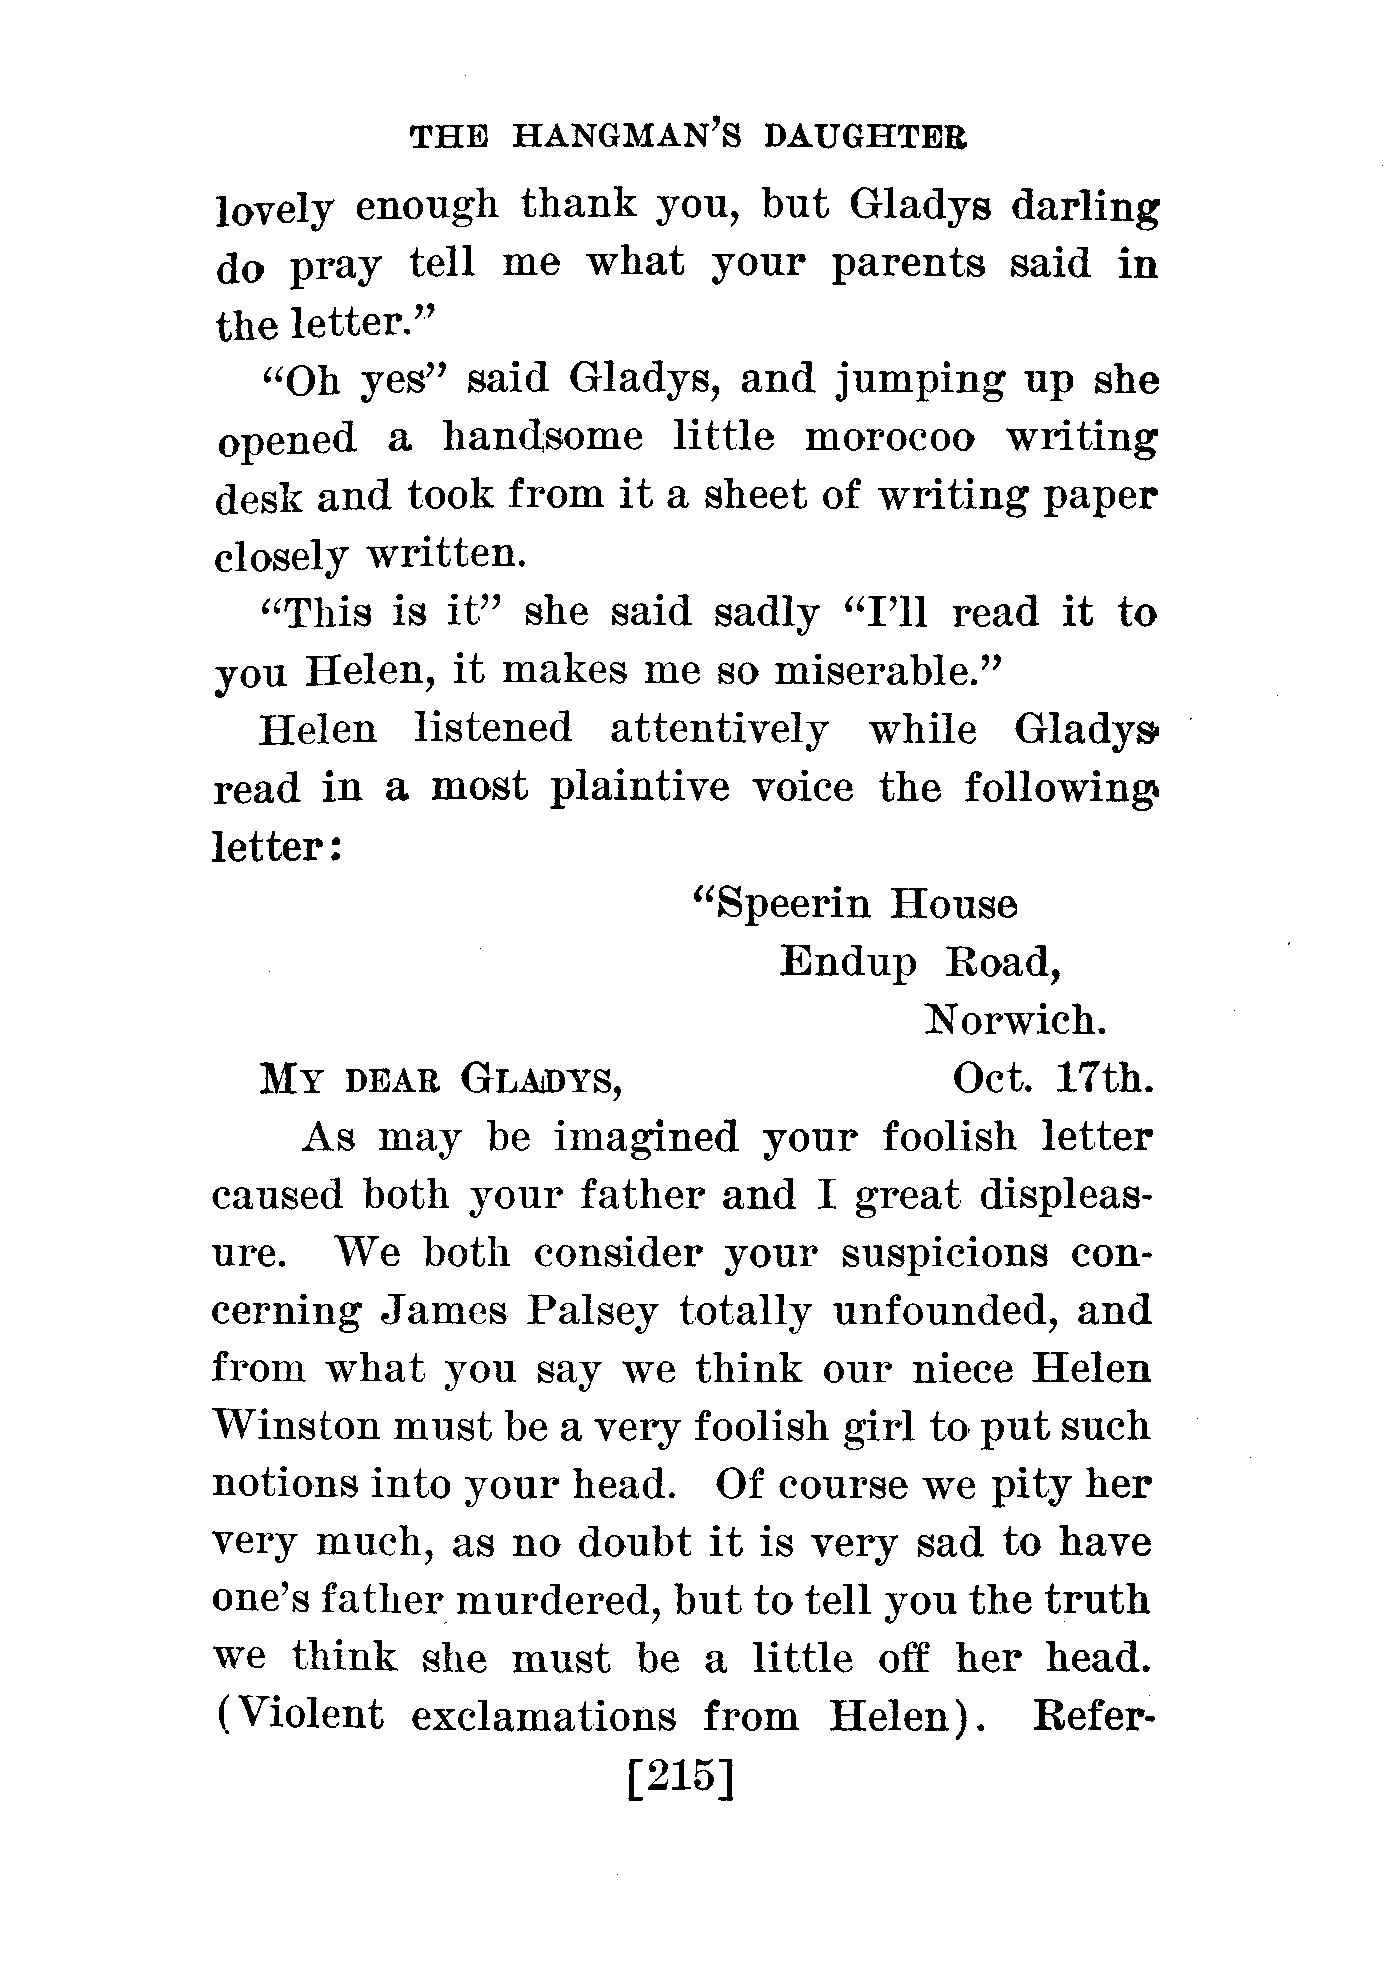 THE HANGMAN'S DAUGHTER
lovely enough thank you, but Gladys darling
do pray tell me what your parents said in
the letter."
"Oh yes" said Gladys, and jumping up she
opened a handsome little morocoo writing
desk and took from it a sheet of writing paper
closely written.
"This is it" she said sadly "I'll read it to
you Helen, it makes me so miserable."
Helen listened attentively while Gladys
read in a most plaintive voice the following
letter:
"Speerin House
Endup Road,
Norwich.
MY DEAR GLADYS, Oct. 17th.
As may be imagined your foolish letter
caused both your father and I great displeas-
ure. We both consider your suspicions con-
cerning James Palsey totally unfounded, and
from what you say we think our niece Helen
Winston must be a very foolish girl to put such
notions into your head. Of course we pity her
very much, as no doubt it is very sad to have
one's father murdered, but to tell you the truth
we think she must be a little off her head.
(Violent exclamations from Helen). Refer-
[215]